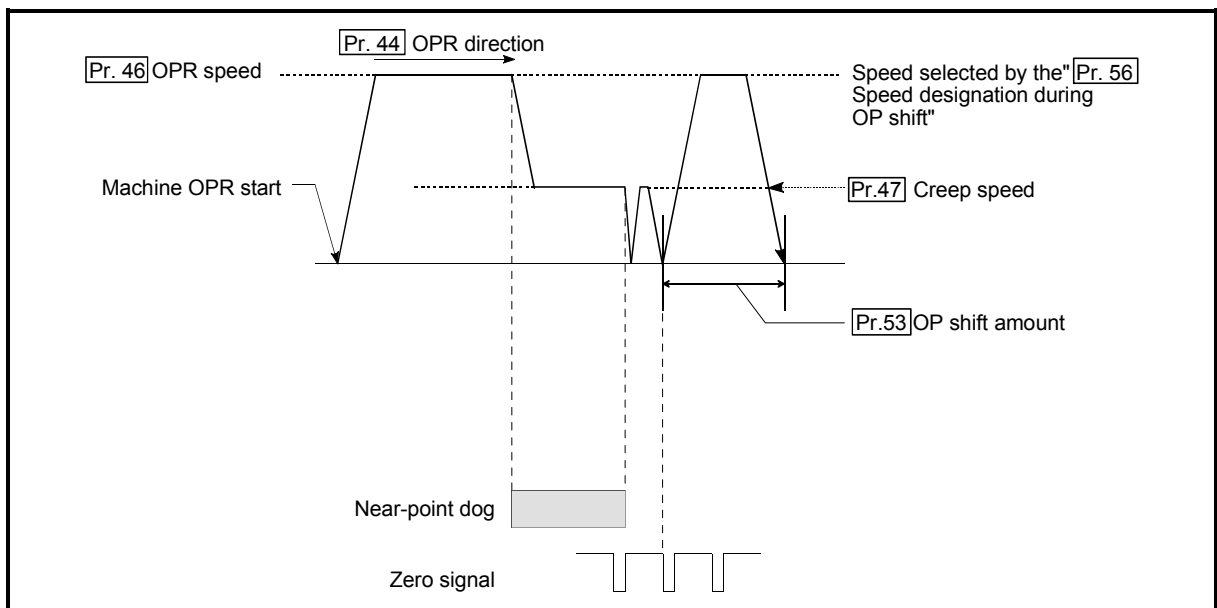 Pr. 44 OPR direction
Pr. 46 OPR speed
Speed selected by the" Pr. 56
Speed designation during
OP shift"
Machine OPR start
Pr.47 Creep speed
Pr.53 OP shift amount
Near-point dog
Zero signal